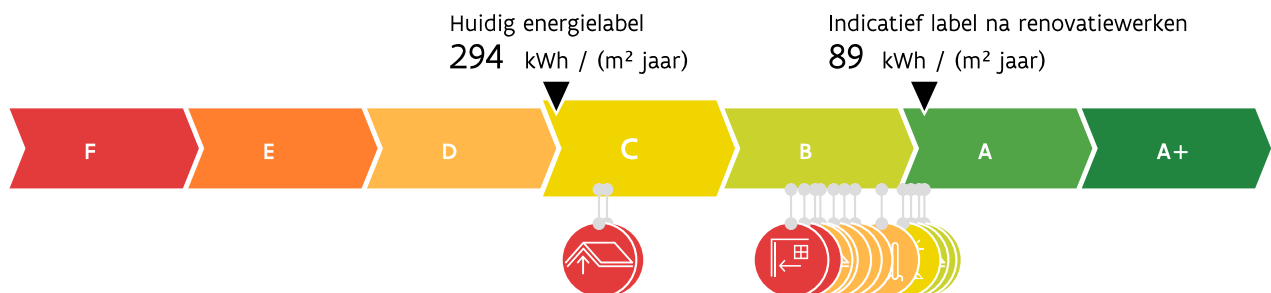 Huidig energielabel
294 kWh / (m² jaar)
Indicatief label na renovatiewerken
89 kWh / (m² jaar)
F E D C B A A+